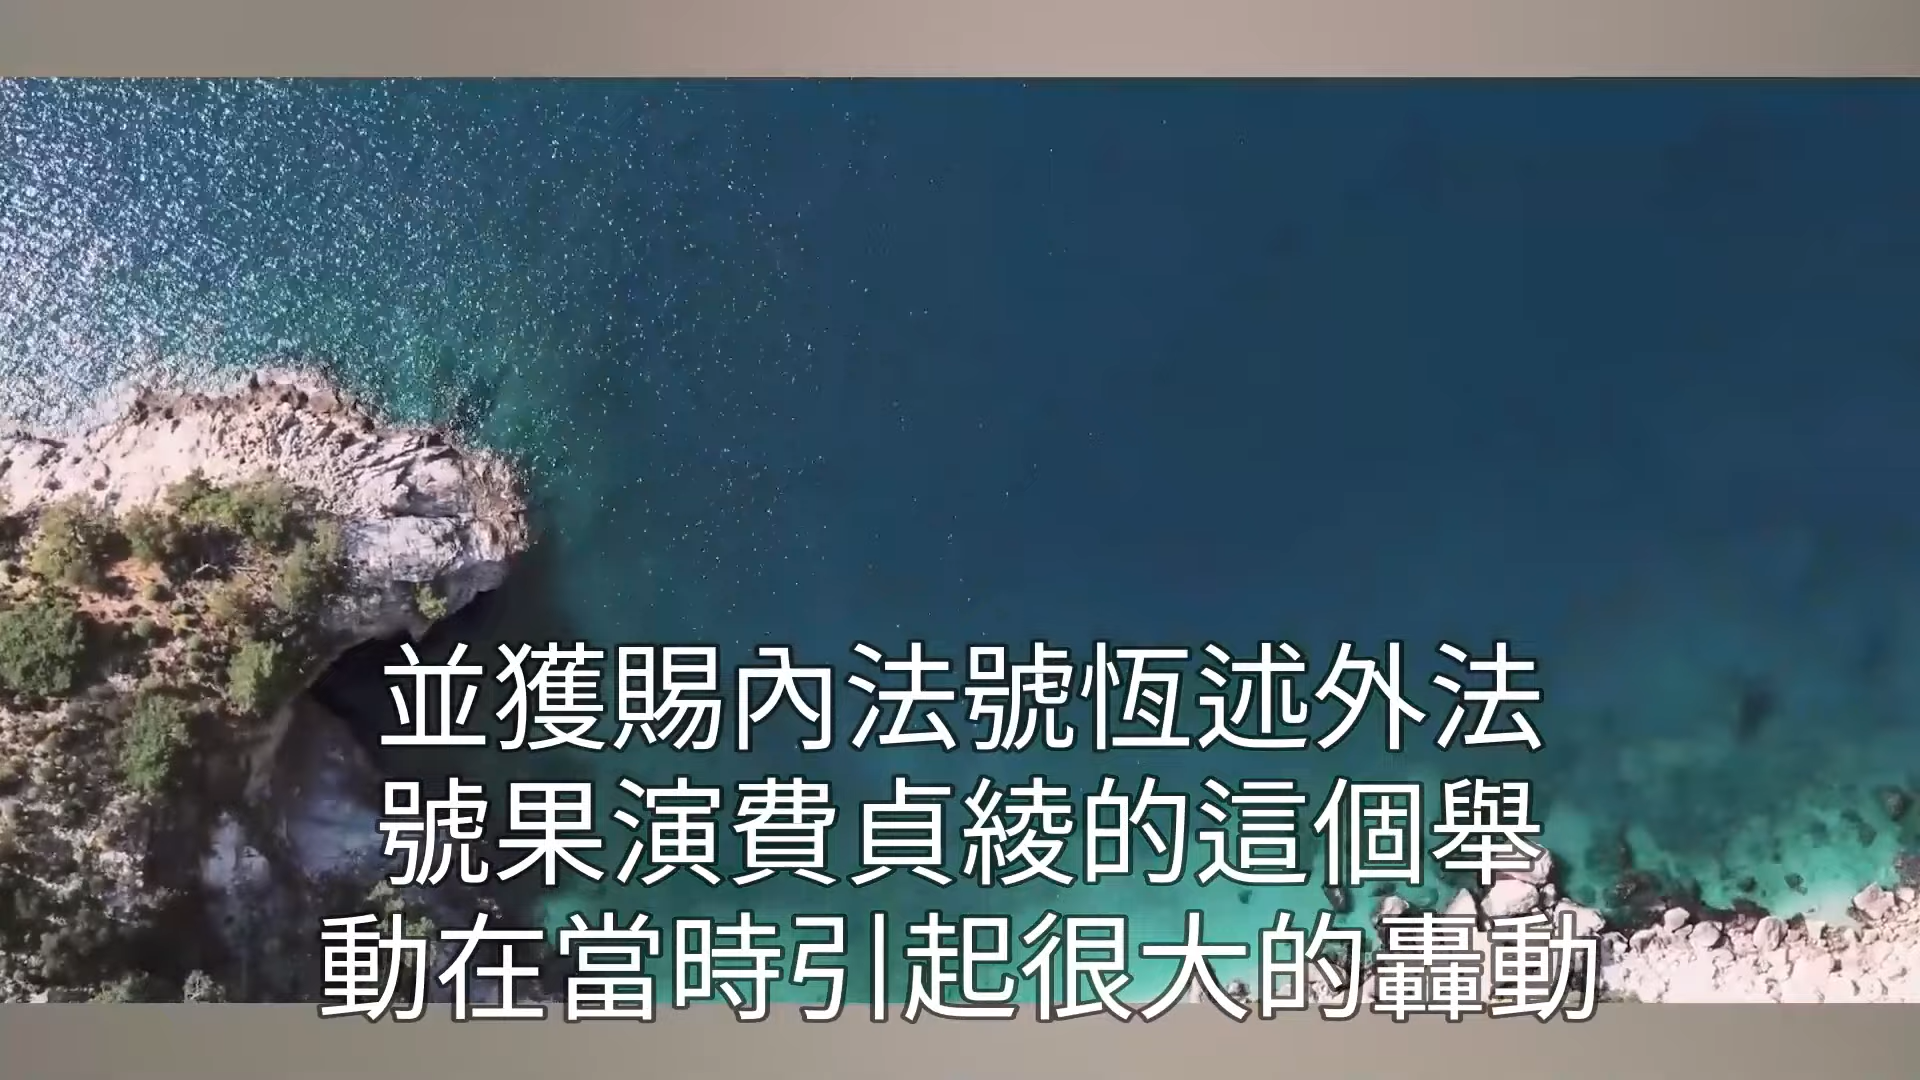 並獲賜內法號恆述外法
號果演費貞綾的這個舉
動在當時引起很大的轟動